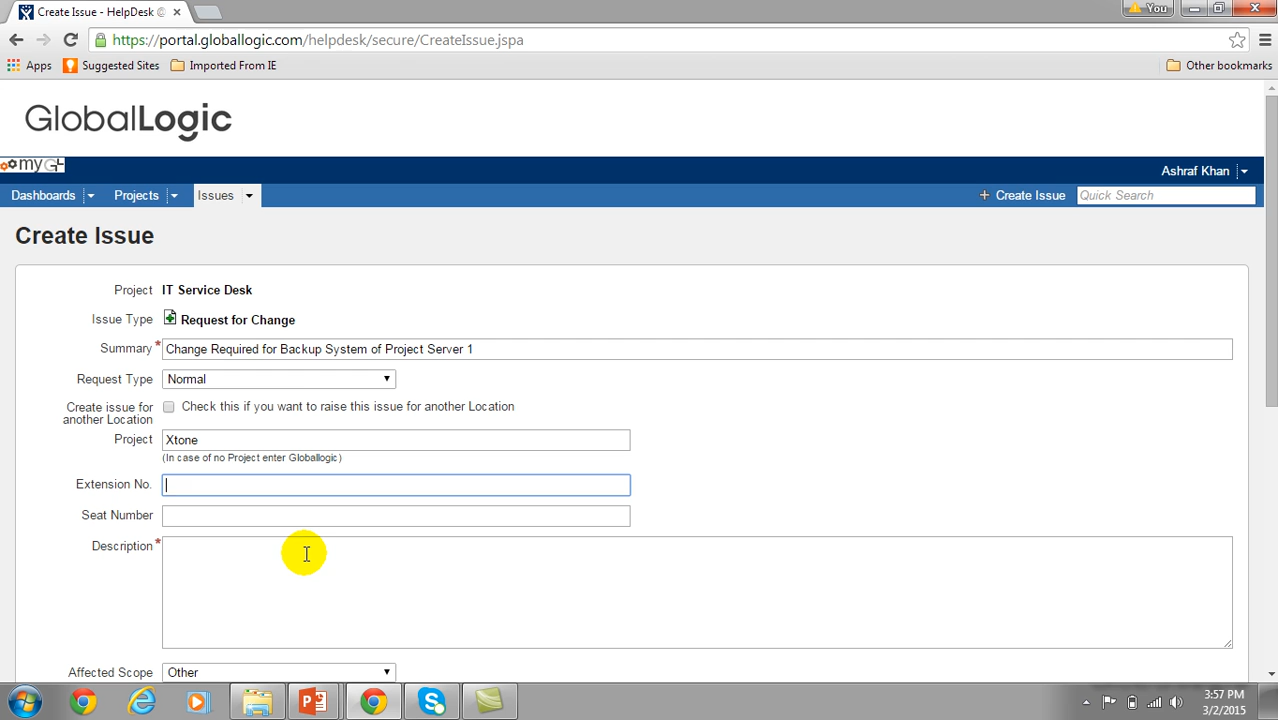 Create Issue - HelpDesk @
You
https://portal.globallogic.com/helpdesk/secure/CreateIssue.jspa
Apps
Suggested Sites
Imported From IE
Other bookmarks
GlobalLogic
my
Ashraf Khan
Dashboards
Projects
Issues
+ Create Issue
Quick Search
Create Issue
Project IT Service Desk
Issue Type Request for Change
Summary * Change Required for Backup System of Project Server 1
Request Type Normal
Create issue for
another Location
Check this if you want to raise this issue for another Location
Project Xtone
(In case of no Project enter Globallogic)
Extension No.
Seat Number
Description *
Affected Scope Other
3:57 PM
3/2/2015